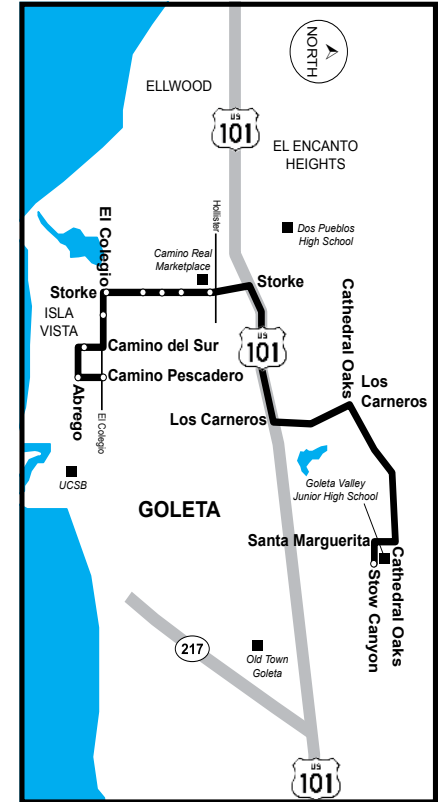 NORTH
ELLWOOD
US
101
EL ENCANTO
HEIGHTS
Hollister
Dos Pueblos
High School
El Colegio
Camino Real
Marketplace
Storke
Storke
ISLA
VISTA
Cathedral Oaks
US
101
Camino del Sur
Camino Pescadero
Los
Carneros
Abrego
El Colegio
Los Carneros
UCSB
Goleta Valley
Junior High School
GOLETA
Santa Marguerita
Cathedral Oaks
Stow Canyon
217
Old Town
Goleta
US
101